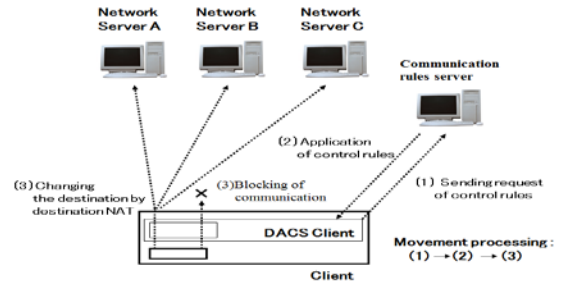 Network
Server A
Network
Server B
Network
Server C
Communication
rules server
(2) Application
of control rules
(3) Changing
the destination by
destination NAT
(3)Blocking of
communication
(1) Sending request
of control rules
DACS Client
Movement processing :
(1) →(2) →(3)
Client